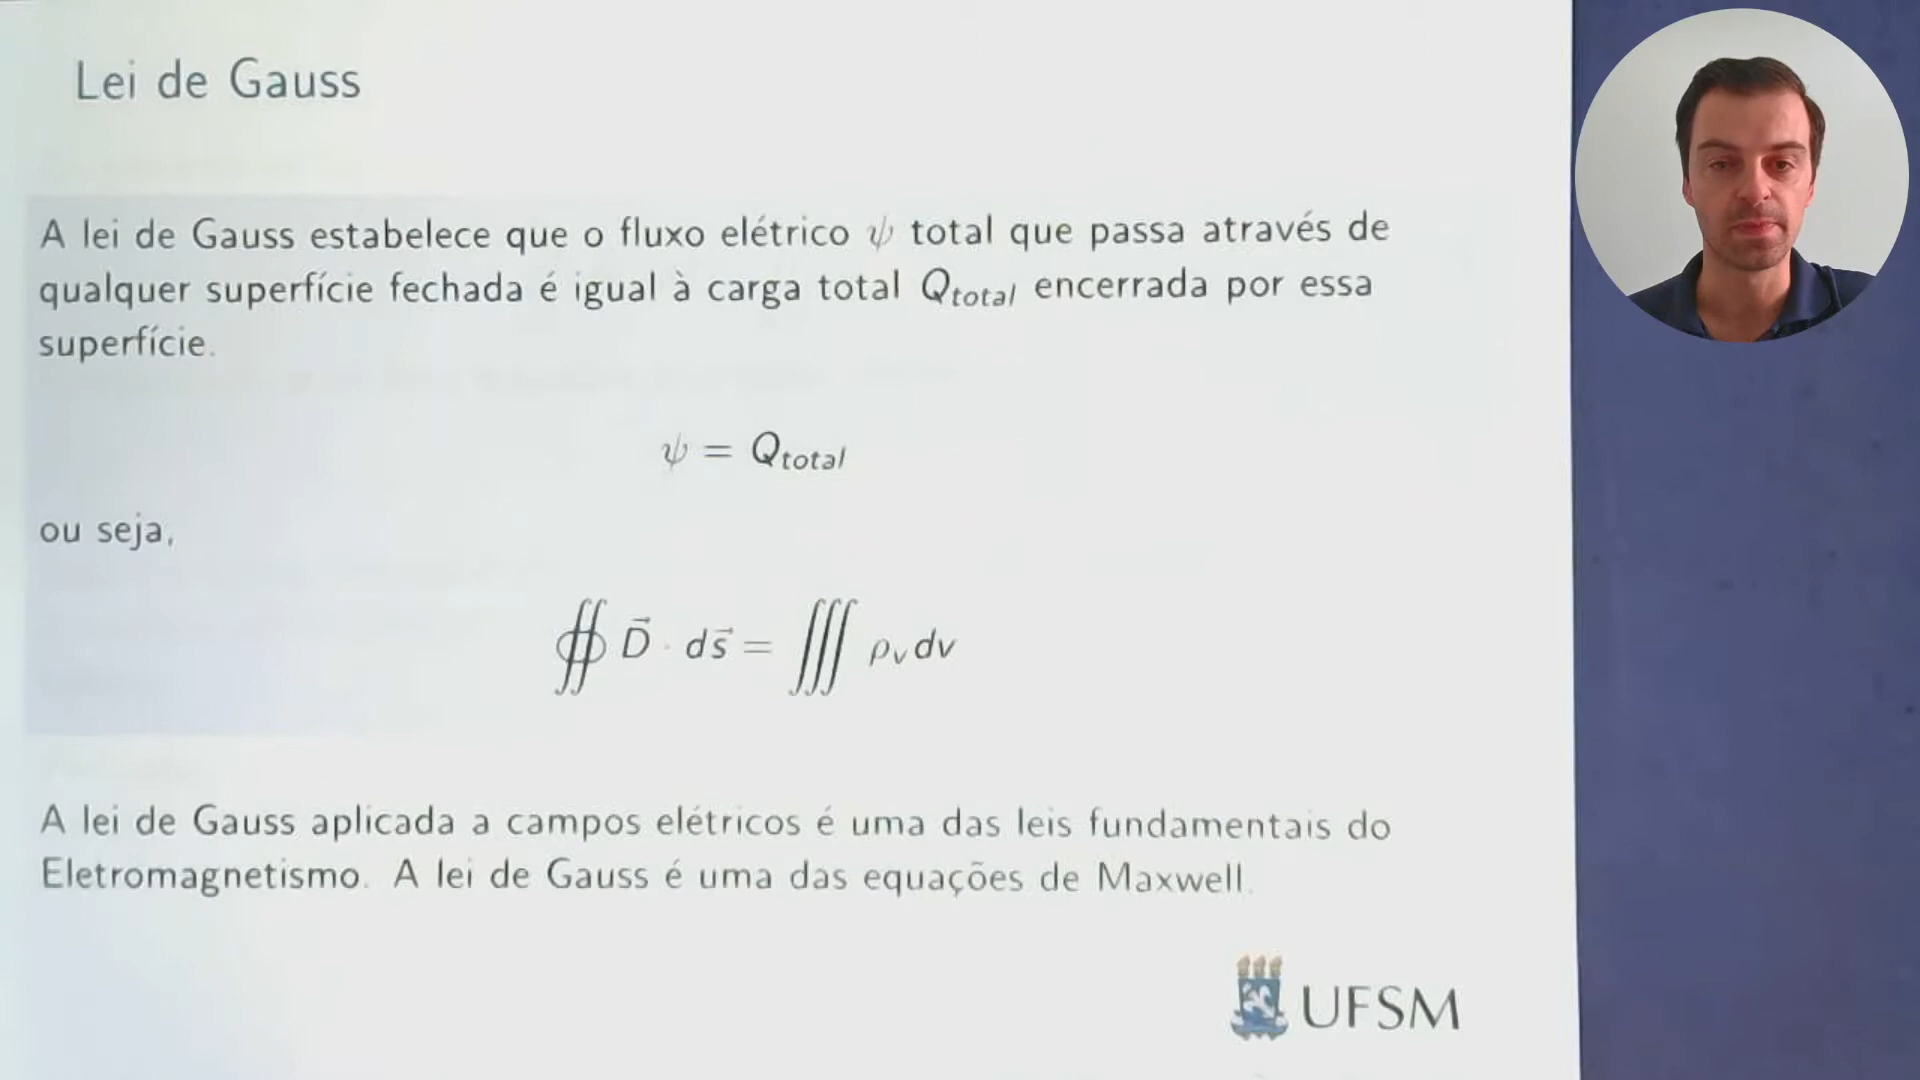 Lei de Gauss
A lei de Gauss estabelece que o fluxo elétrico ψ total que passa através de
qualquer superfície fechada é igual à carga total Q_total encerrada por essa
superfície.
ψ = Q_total
ou seja,
∯ D⃗ · ds⃗ = ∭ ρ_v dv
A lei de Gauss aplicada a campos elétricos é uma das leis fundamentais do
Eletromagnetismo. A lei de Gauss é uma das equações de Maxwell.
UFSM